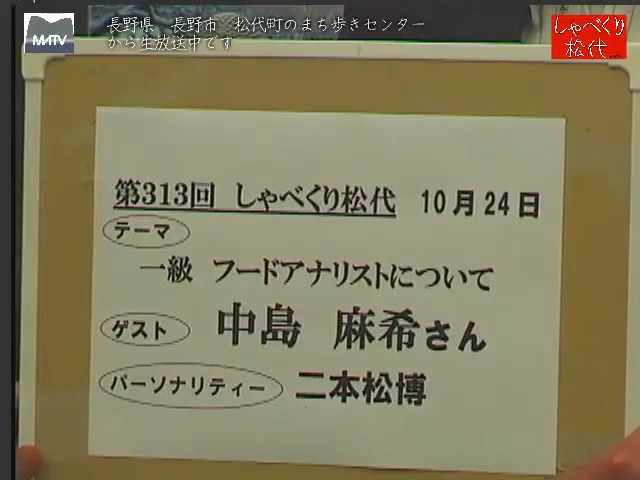 MATV
長野県　長野市　松代町のまち歩きセンター
から生放送中です
しゃべくり
松代
第313回　しゃべくり松代　10月24日
テーマ
一級　フードアナリストについて
ゲスト　中島　麻希さん
パーソナリティー　二本松博